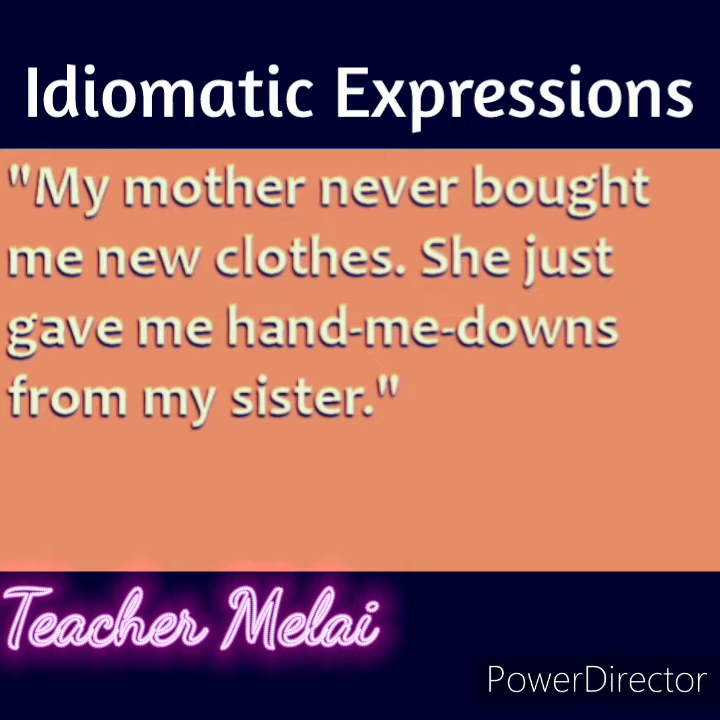 Idiomatic Expressions
"My mother never bought
me new clothes. She just
gave me hand-me-downs
from my sister."
Teacher Melai
PowerDirector